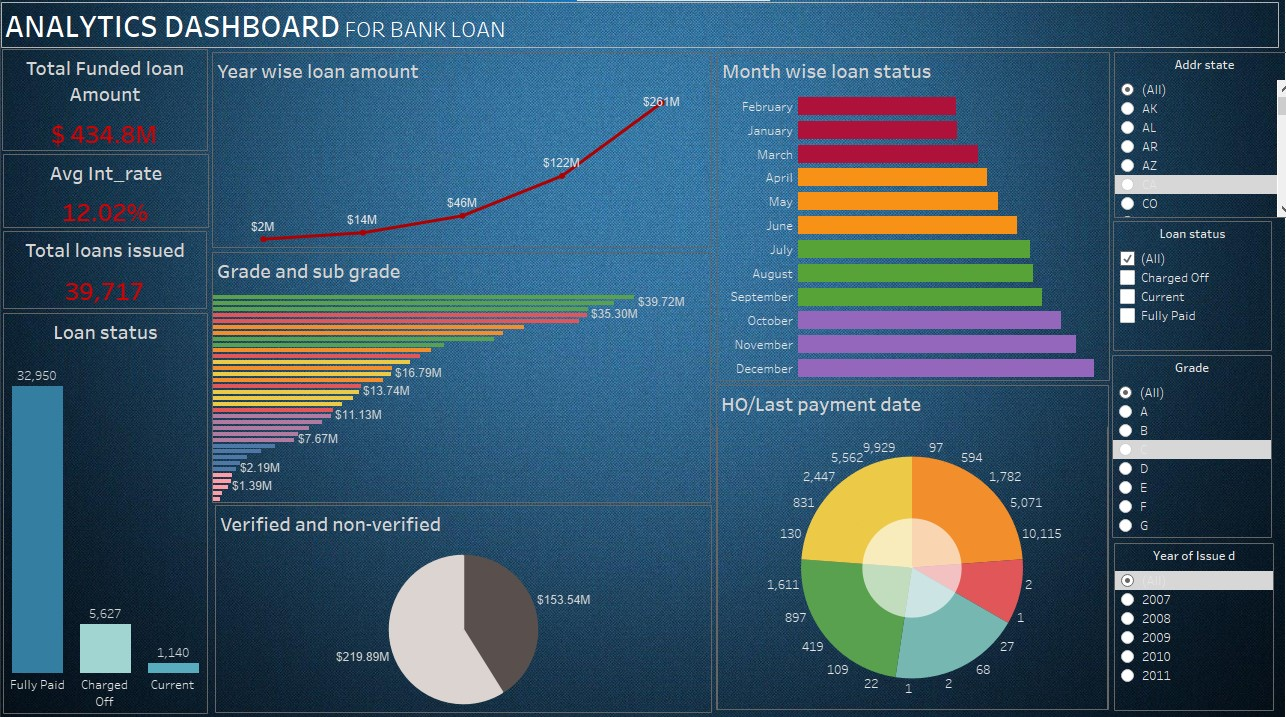 ANALYTICS DASHBOARD FOR BANK LOAN
Total Funded loan
Amount
$ 434.8M
Avg Int_rate
12.02%
Total loans issued
39,717
Loan status
32,950
5,627
1,140
Fully Paid
Charged
Off
Current
Year wise loan amount
$2M
$14M
$46M
$122M
$261M
Grade and sub grade
$39.72M
$35.30M
$16.79M
$13.74M
$11.13M
$7.67M
$2.19M
$1.39M
Verified and non-verified
$153.54M
$219.89M
Month wise loan status
February
January
March
April
May
June
July
August
September
October
November
December
HO/Last payment date
97
594
1,782
5,071
10,115
2
1
27
68
2
1
22
109
419
897
1,611
130
831
2,447
5,562
9,929
Addr state
(All)
AK
AL
AR
AZ
CA
CO
Loan status
(All)
Charged Off
Current
Fully Paid
Grade
(All)
A
B
C
D
E
F
G
Year of Issue d
(All)
2007
2008
2009
2010
2011